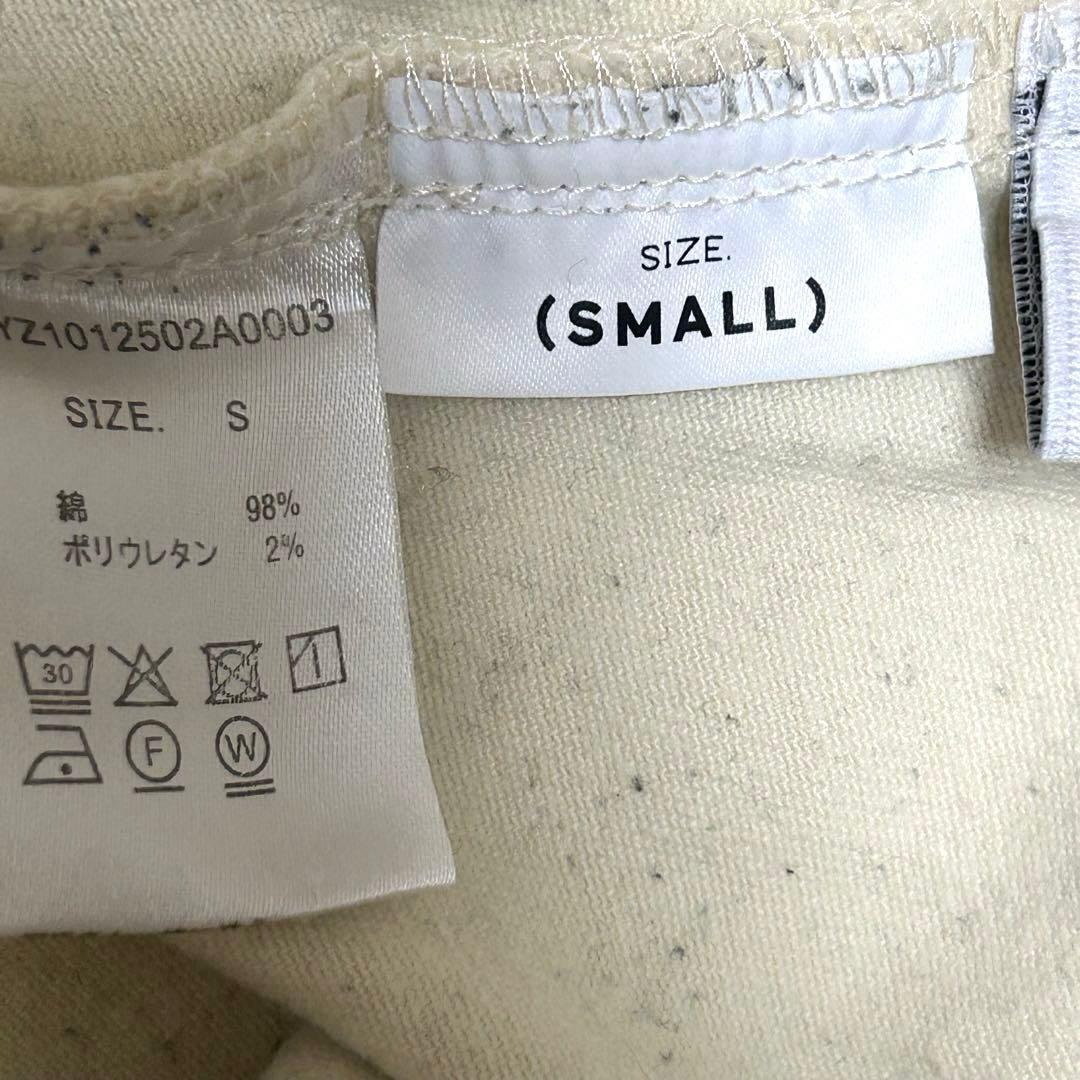 YZ1012502A0003
SIZE. S
綿 98%
ポリウレタン 2%
30
F
W
SIZE.
(SMALL)